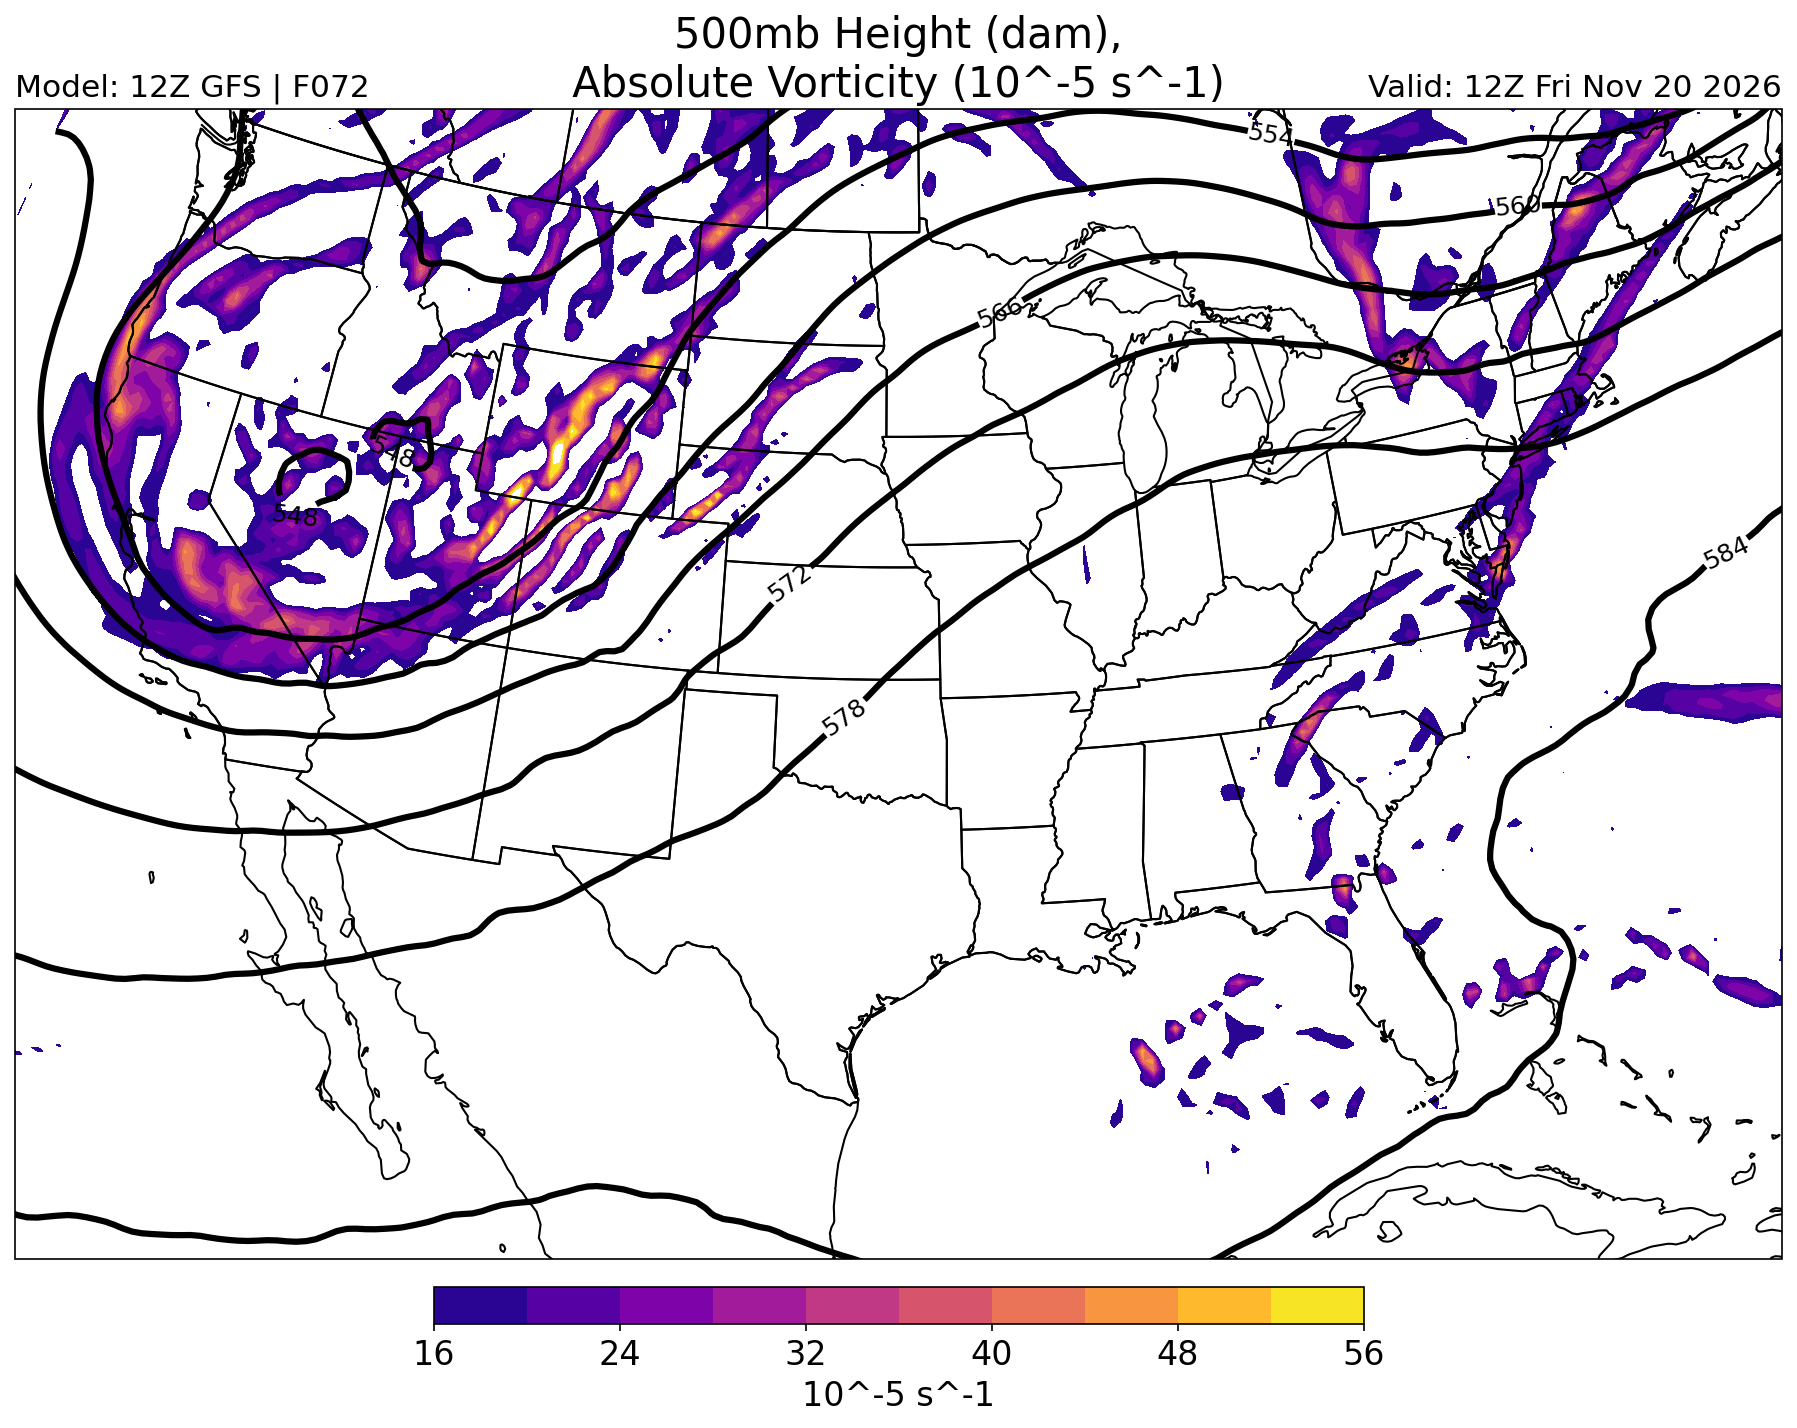 500mb Height (dam),
Model: 12Z GFS | F072
Absolute Vorticity (10^-5 s^-1)
Valid: 12Z Fri Nov 20 2026
554
560
566
548
548
572
578
584
16 24 32 40 48 56
10^-5 s^-1